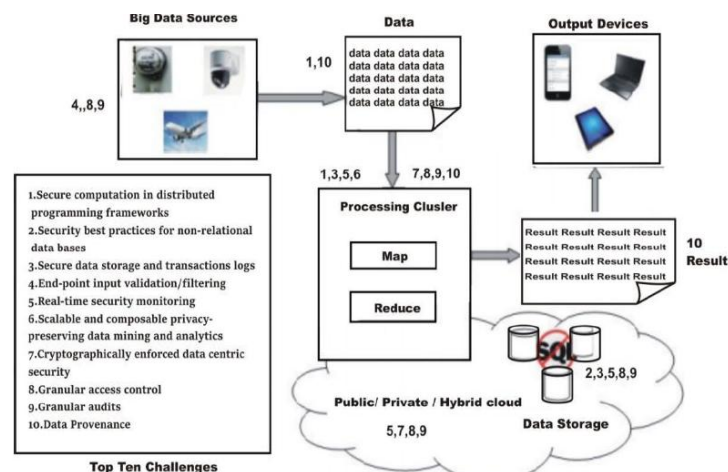 Big Data Sources
Data
Output Devices
4,,8,9
1,10
data data data data
data data data data
data data data data
data data data data
data data data data
1,3,5,6
7,8,9,10
Processing Clusler
Map
Reduce
Result Result Result Result
Result Result Result Result
Result Result Result Result
Result Result Result Result
10
Result
1.Secure computation in distributed
programming frameworks
2.Security best practices for non-relational
data bases
3.Secure data storage and transactions logs
4.End-point input validation/filtering
5.Real-time security monitoring
6.Scalable and composable privacy-
preserving data mining and analytics
7.Cryptographically enforced data centric
security
8.Granular access control
9.Granular audits
10.Data Provenance
Top Ten Challenges
SQL
2,3,5,8,9
Data Storage
Public/ Private / Hybrid cloud
5,7,8,9